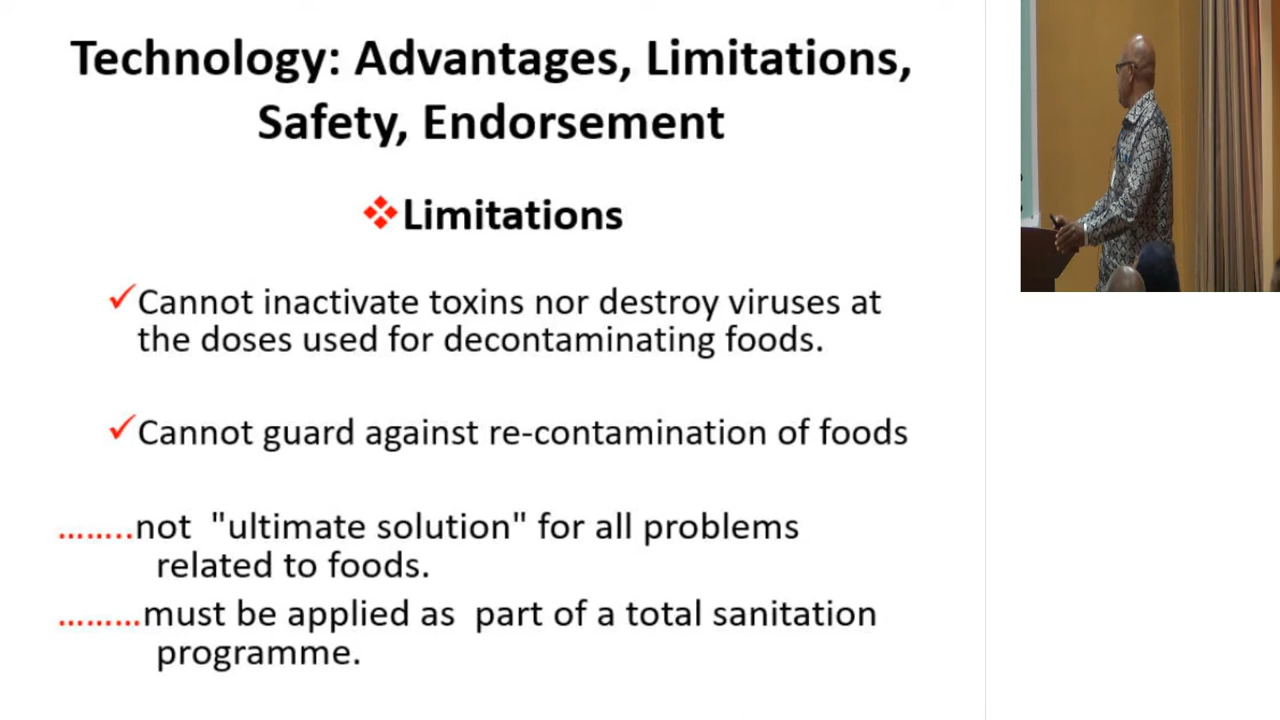 Technology: Advantages, Limitations,
Safety, Endorsement
❖Limitations
✓Cannot inactivate toxins nor destroy viruses at
the doses used for decontaminating foods.
✓Cannot guard against re-contamination of foods
……..not "ultimate solution" for all problems
related to foods.
………must be applied as part of a total sanitation
programme.